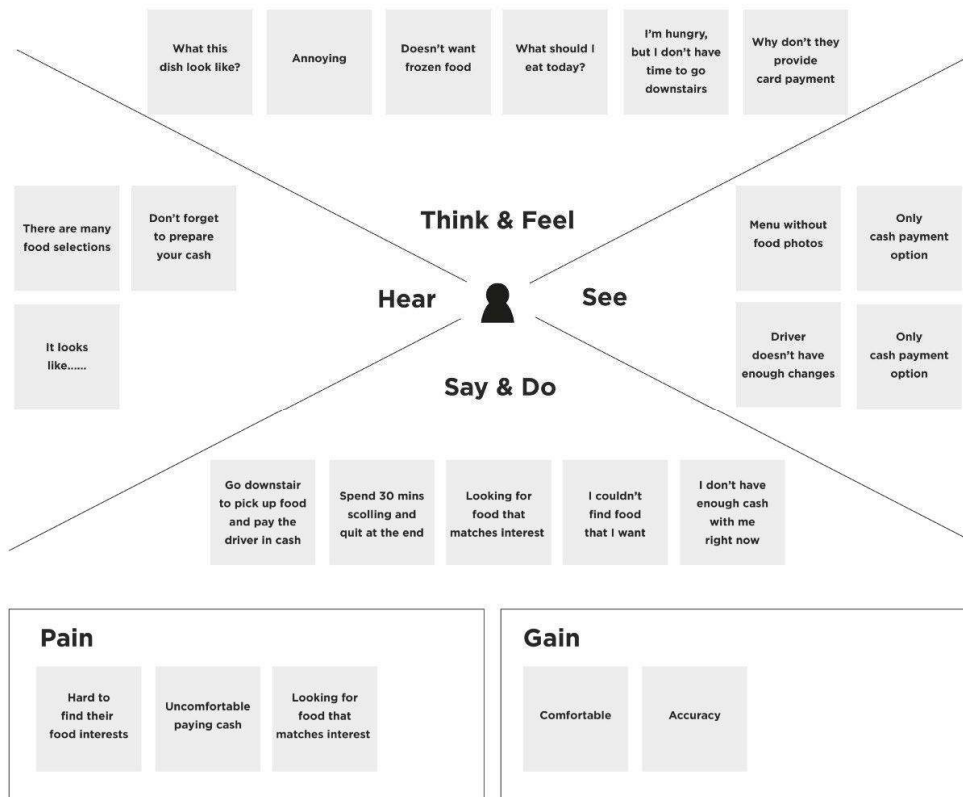 What this
dish look like?
Annoying
Doesn't want
frozen food
What should I
eat today?
I'm hungry,
but I don't have
time to go
downstairs
Why don't they
provide
card payment
There are many
food selections
Don't forget
to prepare
your cash
It looks
like......
Think & Feel
Hear
See
Say & Do
Menu without
food photos
Only
cash payment
option
Driver
doesn't have
enough changes
Only
cash payment
option
Go downstair
to pick up food
and pay the
driver in cash
Spend 30 mins
scolling and
quit at the end
Looking for
food that
matches interest
I couldn't
find food
that I want
I don't have
enough cash
with me
right now
Pain
Hard to
find their
food interests
Uncomfortable
paying cash
Looking for
food that
matches interest
Gain
Comfortable
Accuracy